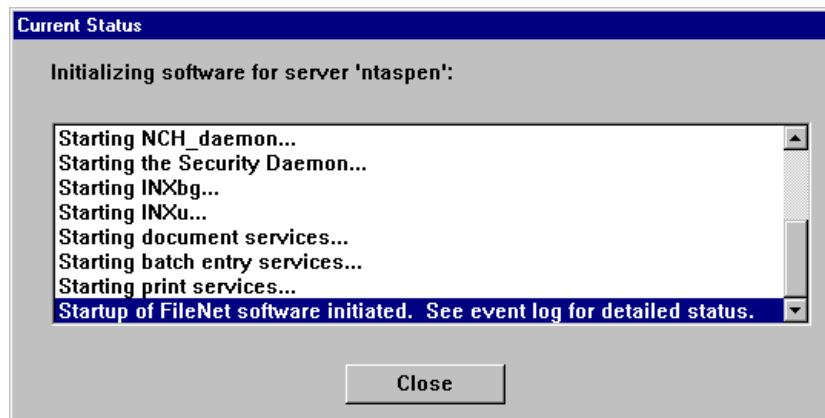 Current Status
Initializing software for server 'ntaspen':
Starting NCH_daemon...
Starting the Security Daemon...
Starting INXbg...
Starting INXu...
Starting document services...
Starting batch entry services...
Starting print services...
Startup of FileNet software initiated.  See event log for detailed status.
Close